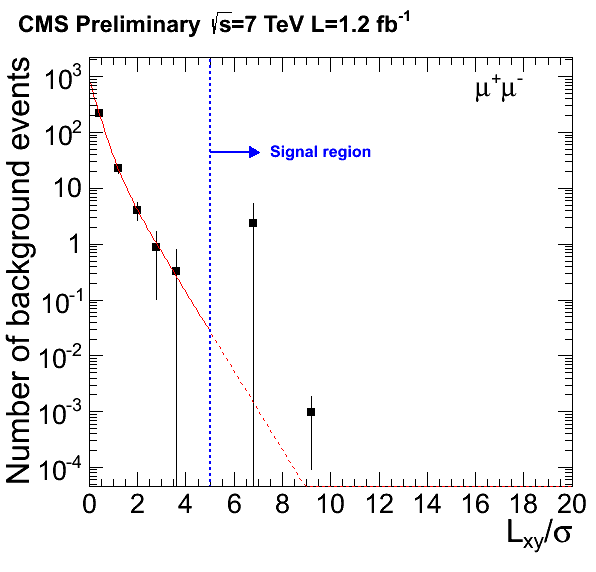 CMS Preliminary √s=7 TeV L=1.2 fb⁻¹
μ⁺μ⁻
Signal region
Number of background events
10³
10²
10
1
10⁻¹
10⁻²
10⁻³
10⁻⁴
0 2 4 6 8 10 12 14 16 18 20
L_xy/σ